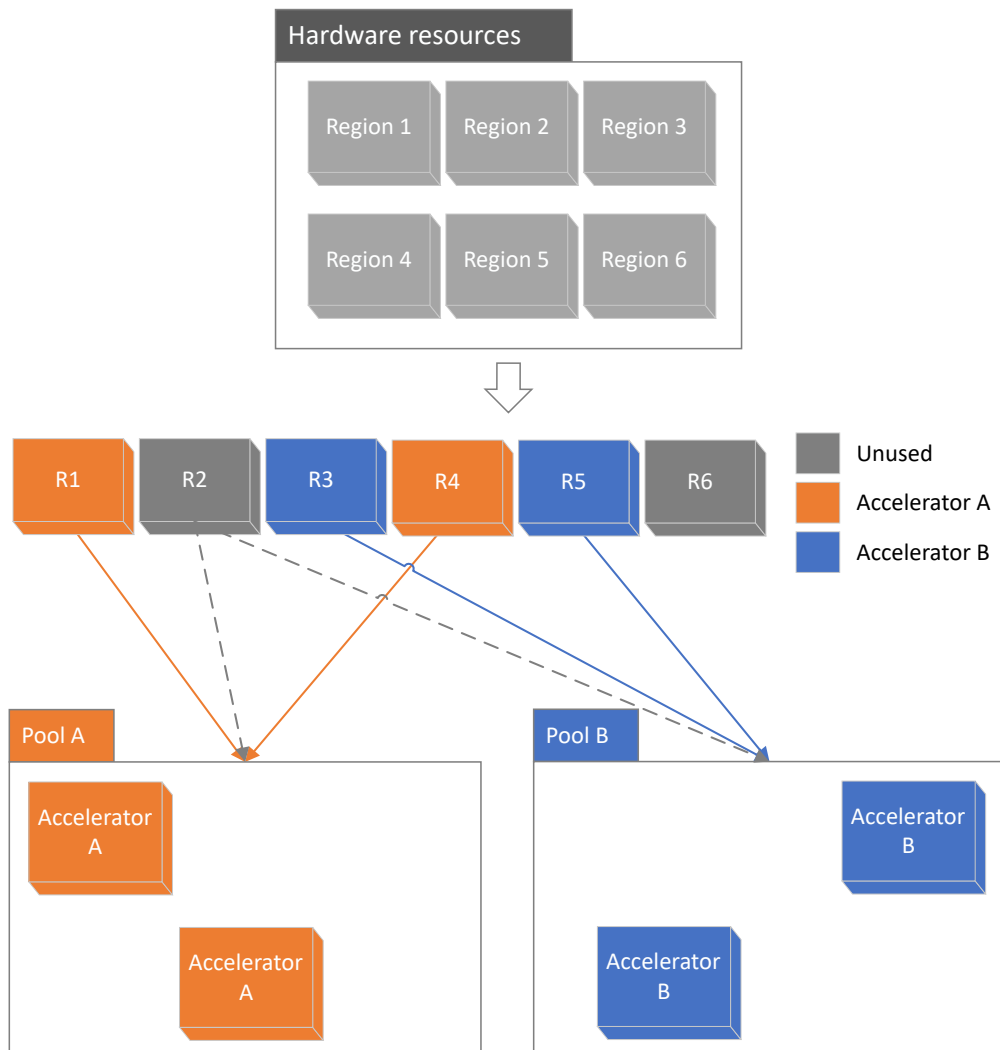 Hardware resources
Region 1
Region 2
Region 3
Region 4
Region 5
Region 6
R1
R2
R3
R4
R5
R6
Unused
Accelerator A
Accelerator B
Pool A
Accelerator
A
Accelerator
A
Pool B
Accelerator
B
Accelerator
B